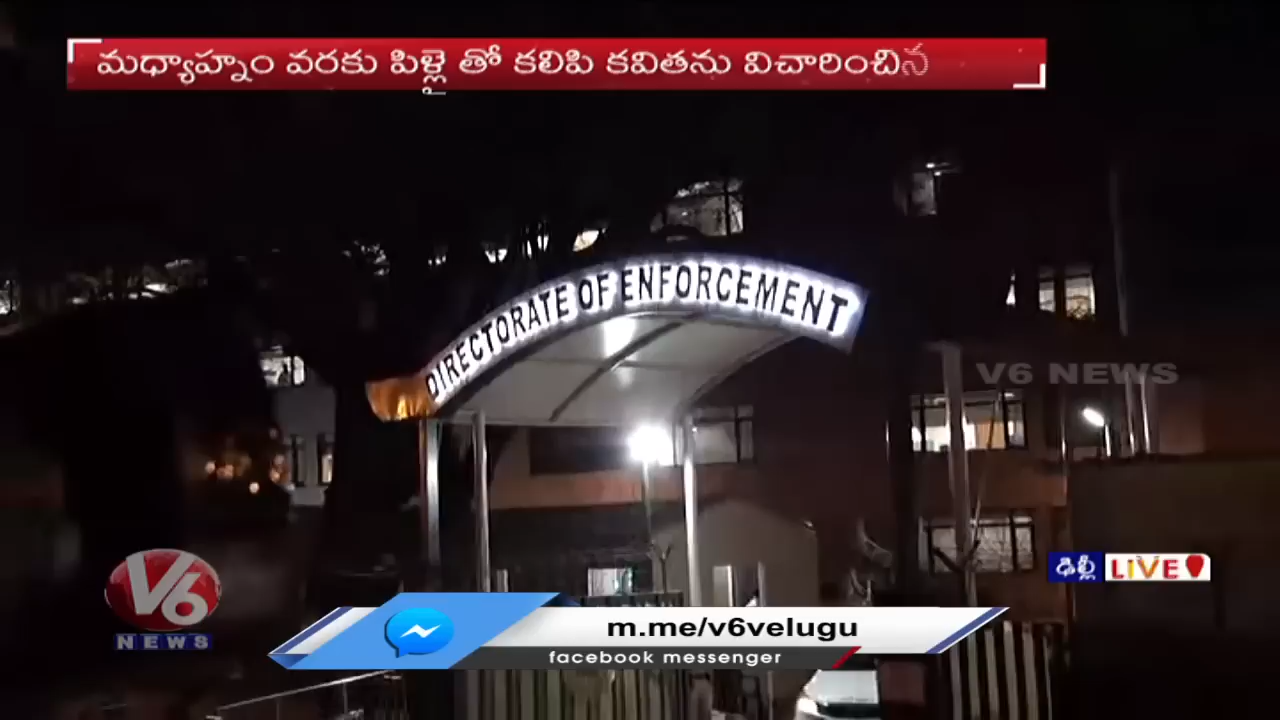 మధ్యాహ్నం వరకు పిళ్లై తో కలిపి కవితను విచారించిన
DIRECTORATE OF ENFORCEMENT
V6 NEWS
ఢిల్లీ LIVE
V6
NEWS
m.me/v6velugu
facebook messenger